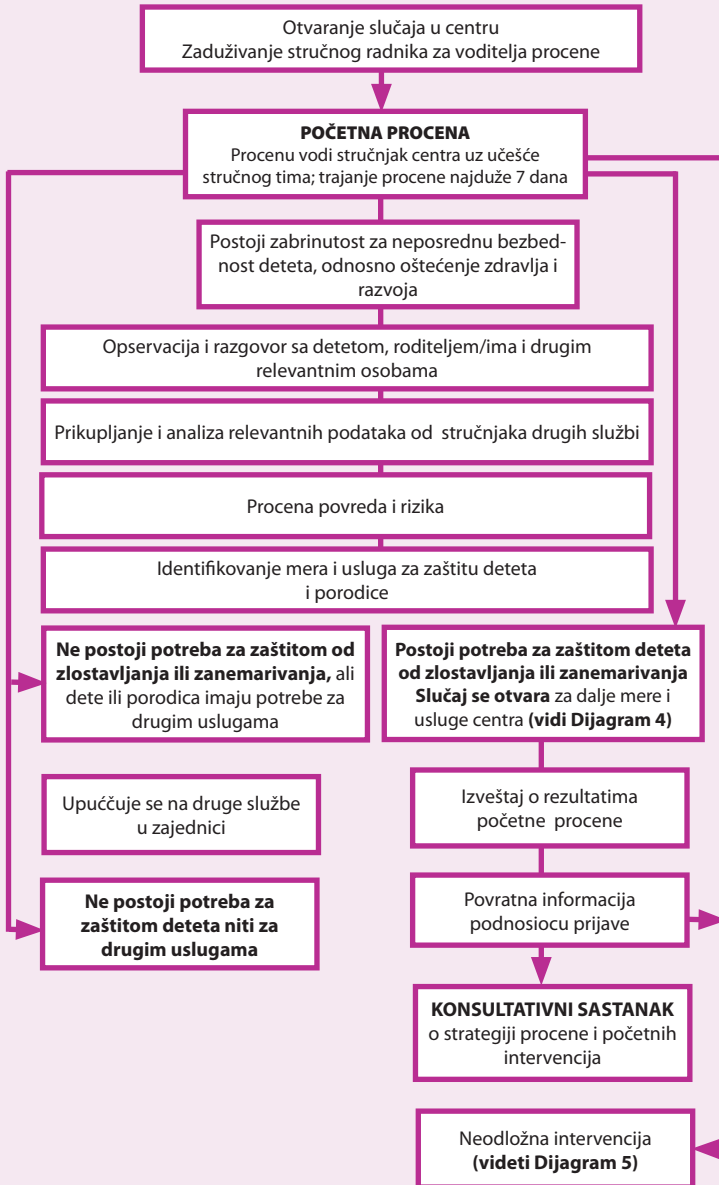 Otvaranje slučaja u centru
Zaduživanje stručnog radnika za voditelja procene
POČETNA PROCENA
Procenu vodi stručnjak centra uz učešće
stručnog tima; trajanje procene najduže 7 dana
Postoji zabrinutost za neposrednu bezbed-
nost deteta, odnosno oštećenje zdravlja i
razvoja
Opservacija i razgovor sa detetom, roditeljem/ima i drugim
relevantnim osobama
Prikupljanje i analiza relevantnih podataka od stručnjaka drugih službi
Procena povreda i rizika
Identifikovanje mera i usluga za zaštitu deteta
i porodice
Ne postoji potreba za zaštitom od
zlostavljanja ili zanemarivanja, ali
dete ili porodica imaju potrebe za
drugim uslugama
Postoji potreba za zaštitom deteta
od zlostavljanja ili zanemarivanja
Slučaj se otvara za dalje mere i
usluge centra (vidi Dijagram 4)
Upućčuje se na druge službe
u zajednici
Izveštaj o rezultatima
početne procene
Ne postoji potreba za
zaštitom deteta niti za
drugim uslugama
Povratna informacija
podnosiocu prijave
KONSULTATIVNI SASTANAK
o strategiji procene i početnih
intervencija
Neodložna intervencija
(videti Dijagram 5)